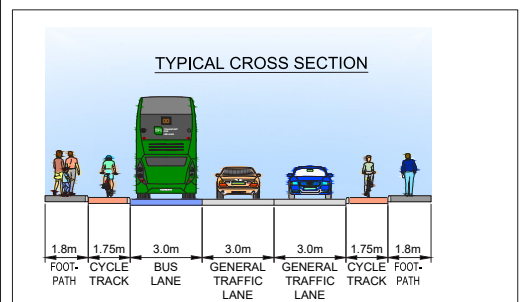 TYPICAL CROSS SECTION
1.8m 1.75m 3.0m 3.0m 3.0m 1.75m 1.8m
FOOT- CYCLE BUS GENERAL GENERAL CYCLE FOOT-
PATH TRACK LANE TRAFFIC TRAFFIC TRACK PATH
LANE LANE